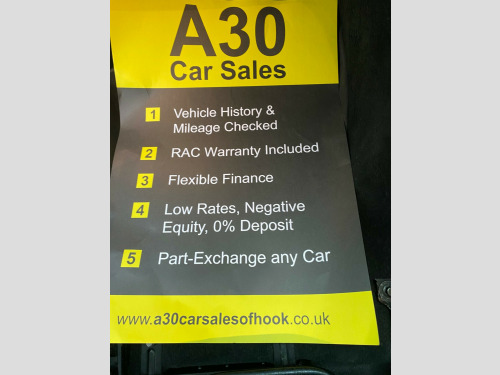 A30
Car Sales
1 Vehicle History &
Mileage Checked
2 RAC Warranty Included
3 Flexible Finance
4 Low Rates, Negative
Equity, 0% Deposit
5 Part-Exchange any Car
www.a30carsalesofhook.co.uk